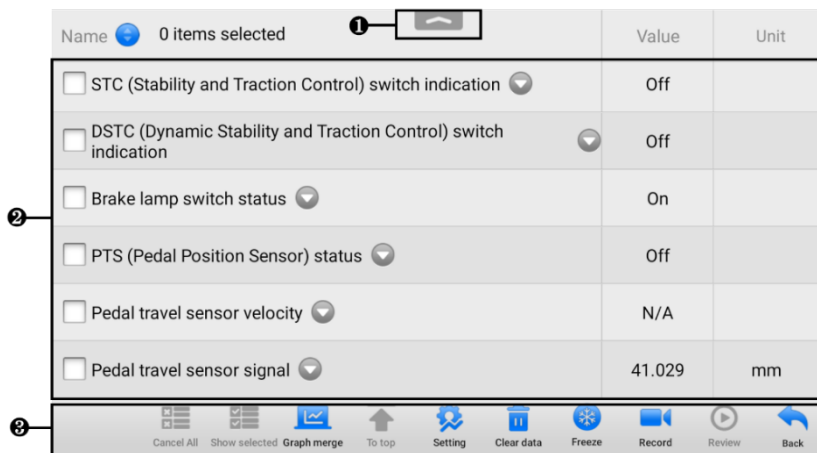 Name 0 items selected ❶ Value Unit
STC (Stability and Traction Control) switch indication Off
DSTC (Dynamic Stability and Traction Control) switch
indication Off
❷ Brake lamp switch status On
PTS (Pedal Position Sensor) status Off
Pedal travel sensor velocity N/A
Pedal travel sensor signal 41.029 mm
❸ Cancel All Show selected Graph merge To top Setting Clear data Freeze Record Review Back